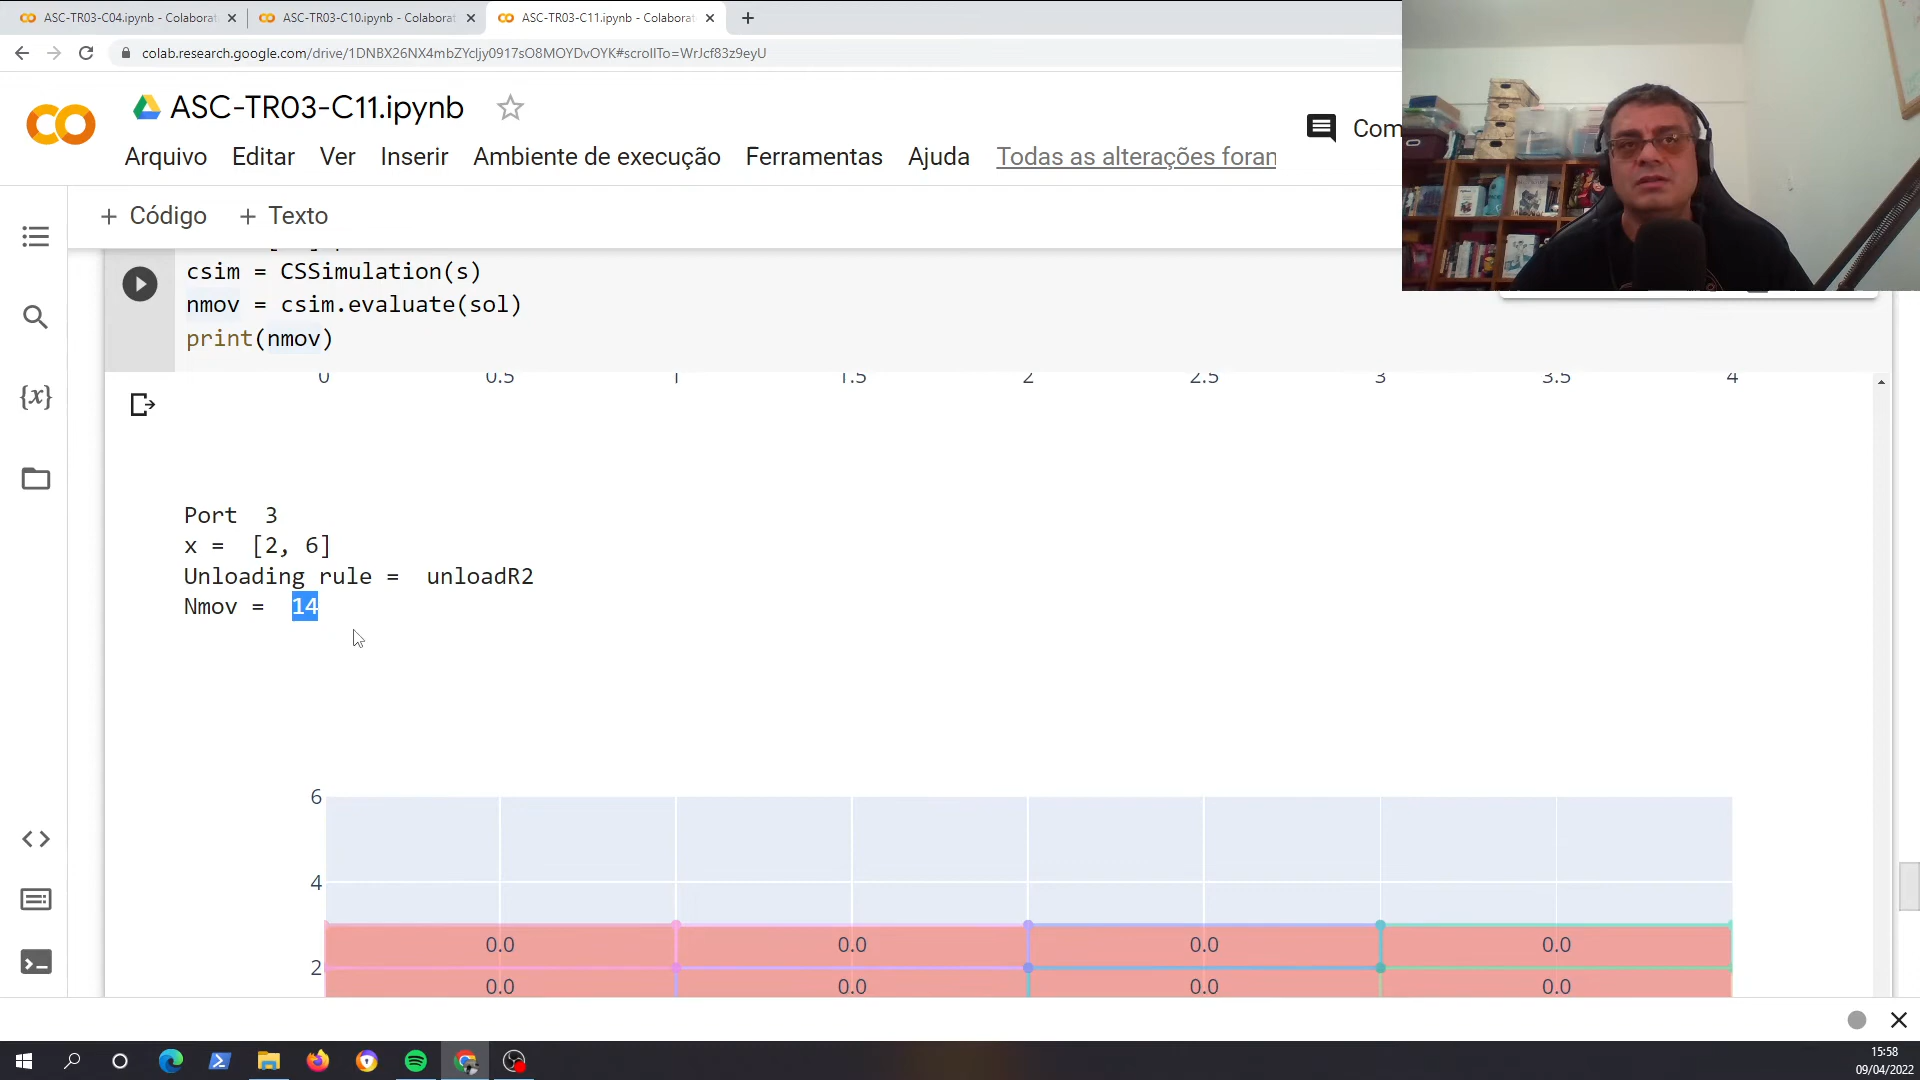 ASC-TR03-C04.ipynb - Colaborat
ASC-TR03-C10.ipynb - Colaborat
ASC-TR03-C11.ipynb - Colaborat
colab.research.google.com/drive/1DNBX26NX4mbZYcljy0917sO8MOYDvOYK#scrollTo=WrJcf83z9eyU
CO
ASC-TR03-C11.ipynb
Com
Arquivo Editar Ver Inserir Ambiente de execução Ferramentas Ajuda Todas as alterações foran
+ Código + Texto
csim = CSSimulation(s)
nmov = csim.evaluate(sol)
print(nmov)
0 0.5 1 1.5 2 2.5 3 3.5 4
{x}
Port 3
x = [2, 6]
Unloading rule = unloadR2
Nmov = 14
6
4
0.0 0.0 0.0 0.0
2
0.0 0.0 0.0 0.0
15:58
09/04/2022